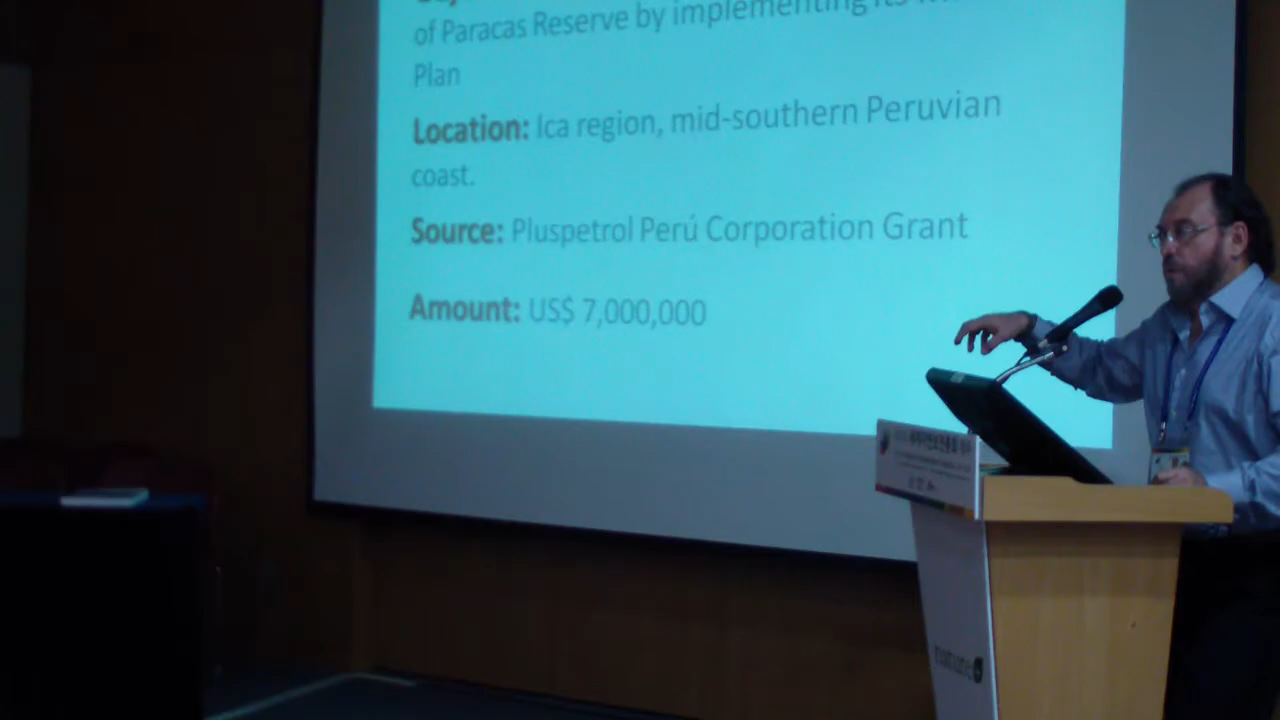 of Paracas Reserve by implementing its
Plan
Location: Ica region, mid-southern Peruvian
coast.
Source: Pluspetrol Perú Corporation Grant
Amount: US$ 7,000,000
nature+